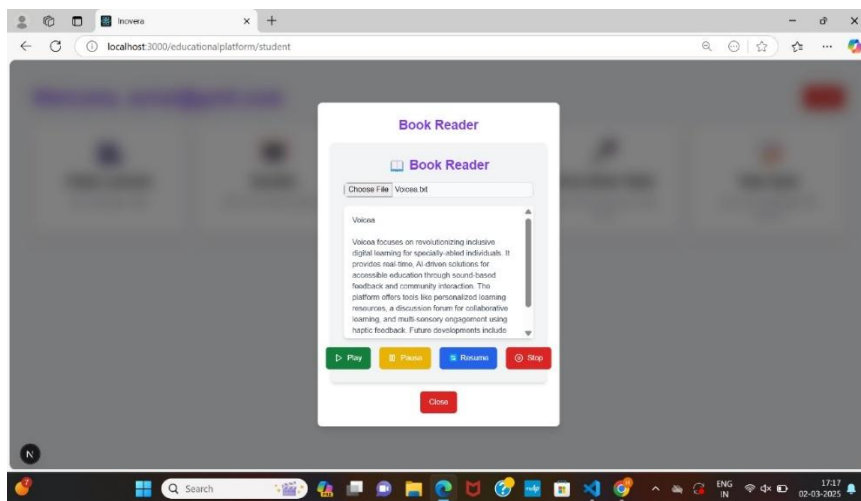 Inovera
localhost:3000/educationalplatform/student
Book Reader
Book Reader
Choose File Voicea.txt
Voicea
Voicea focuses on revolutionizing inclusive
digital learning for specially-abled individuals. It
provides real-time, AI-driven solutions for
accessible education through sound-based
feedback and community interaction. The
platform offers tools like personalized learning
resources, a discussion forum for collaborative
learning, and multi-sensory engagement using
haptic feedback. Future developments include
Play Pause Resume Stop
Close
N
Search
ENG
IN
17:17
02-03-2025